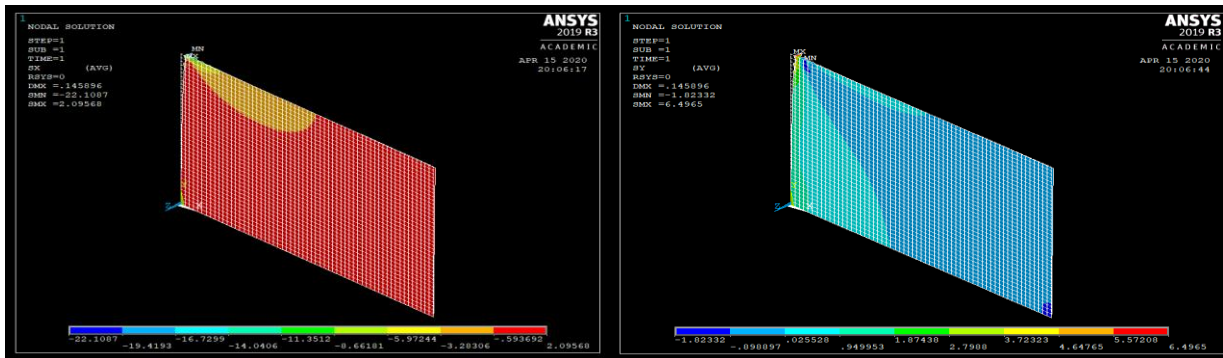 1
NODAL SOLUTION
STEP=1
SUB =1
TIME=1
SX (AVG)
RSYS=0
DMX =.145896
SMN =-22.1087
SMX =2.09568
ANSYS
2019 R3
ACADEMIC
APR 15 2020
20:06:17
MN
MX
Y
Z X
-22.1087 -16.7299 -11.3512 -5.97244 -.593692
-19.4193 -14.0406 -8.66181 -3.28306 2.09568
1
NODAL SOLUTION
STEP=1
SUB =1
TIME=1
SY (AVG)
RSYS=0
DMX =.145896
SMN =-1.82332
SMX =6.4965
ANSYS
2019 R3
ACADEMIC
APR 15 2020
20:06:44
MX
MN
Y
Z X
-1.82332 .025528 1.87438 3.72323 5.57208
-.898897 .949953 2.7988 4.64765 6.4965